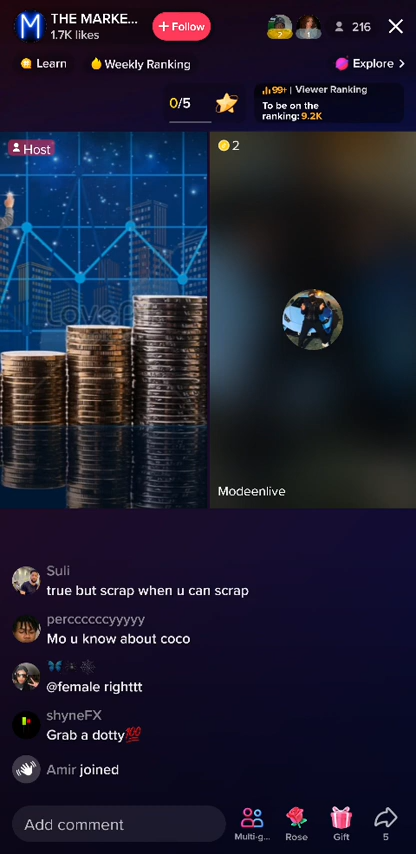 THE MARKE...
1.7K likes
+ Follow
216
Learn
Weekly Ranking
Explore >
0/5
99+ | Viewer Ranking
To be on the
ranking: 9.2K
Host
2
Modeenlive
Suli
true but scrap when u can scrap
perccccccyyyyy
Mo u know about coco
@female righttt
shyneFX
Grab a dotty💯
Amir joined
Add comment
Multi-g...
Rose
Gift
5